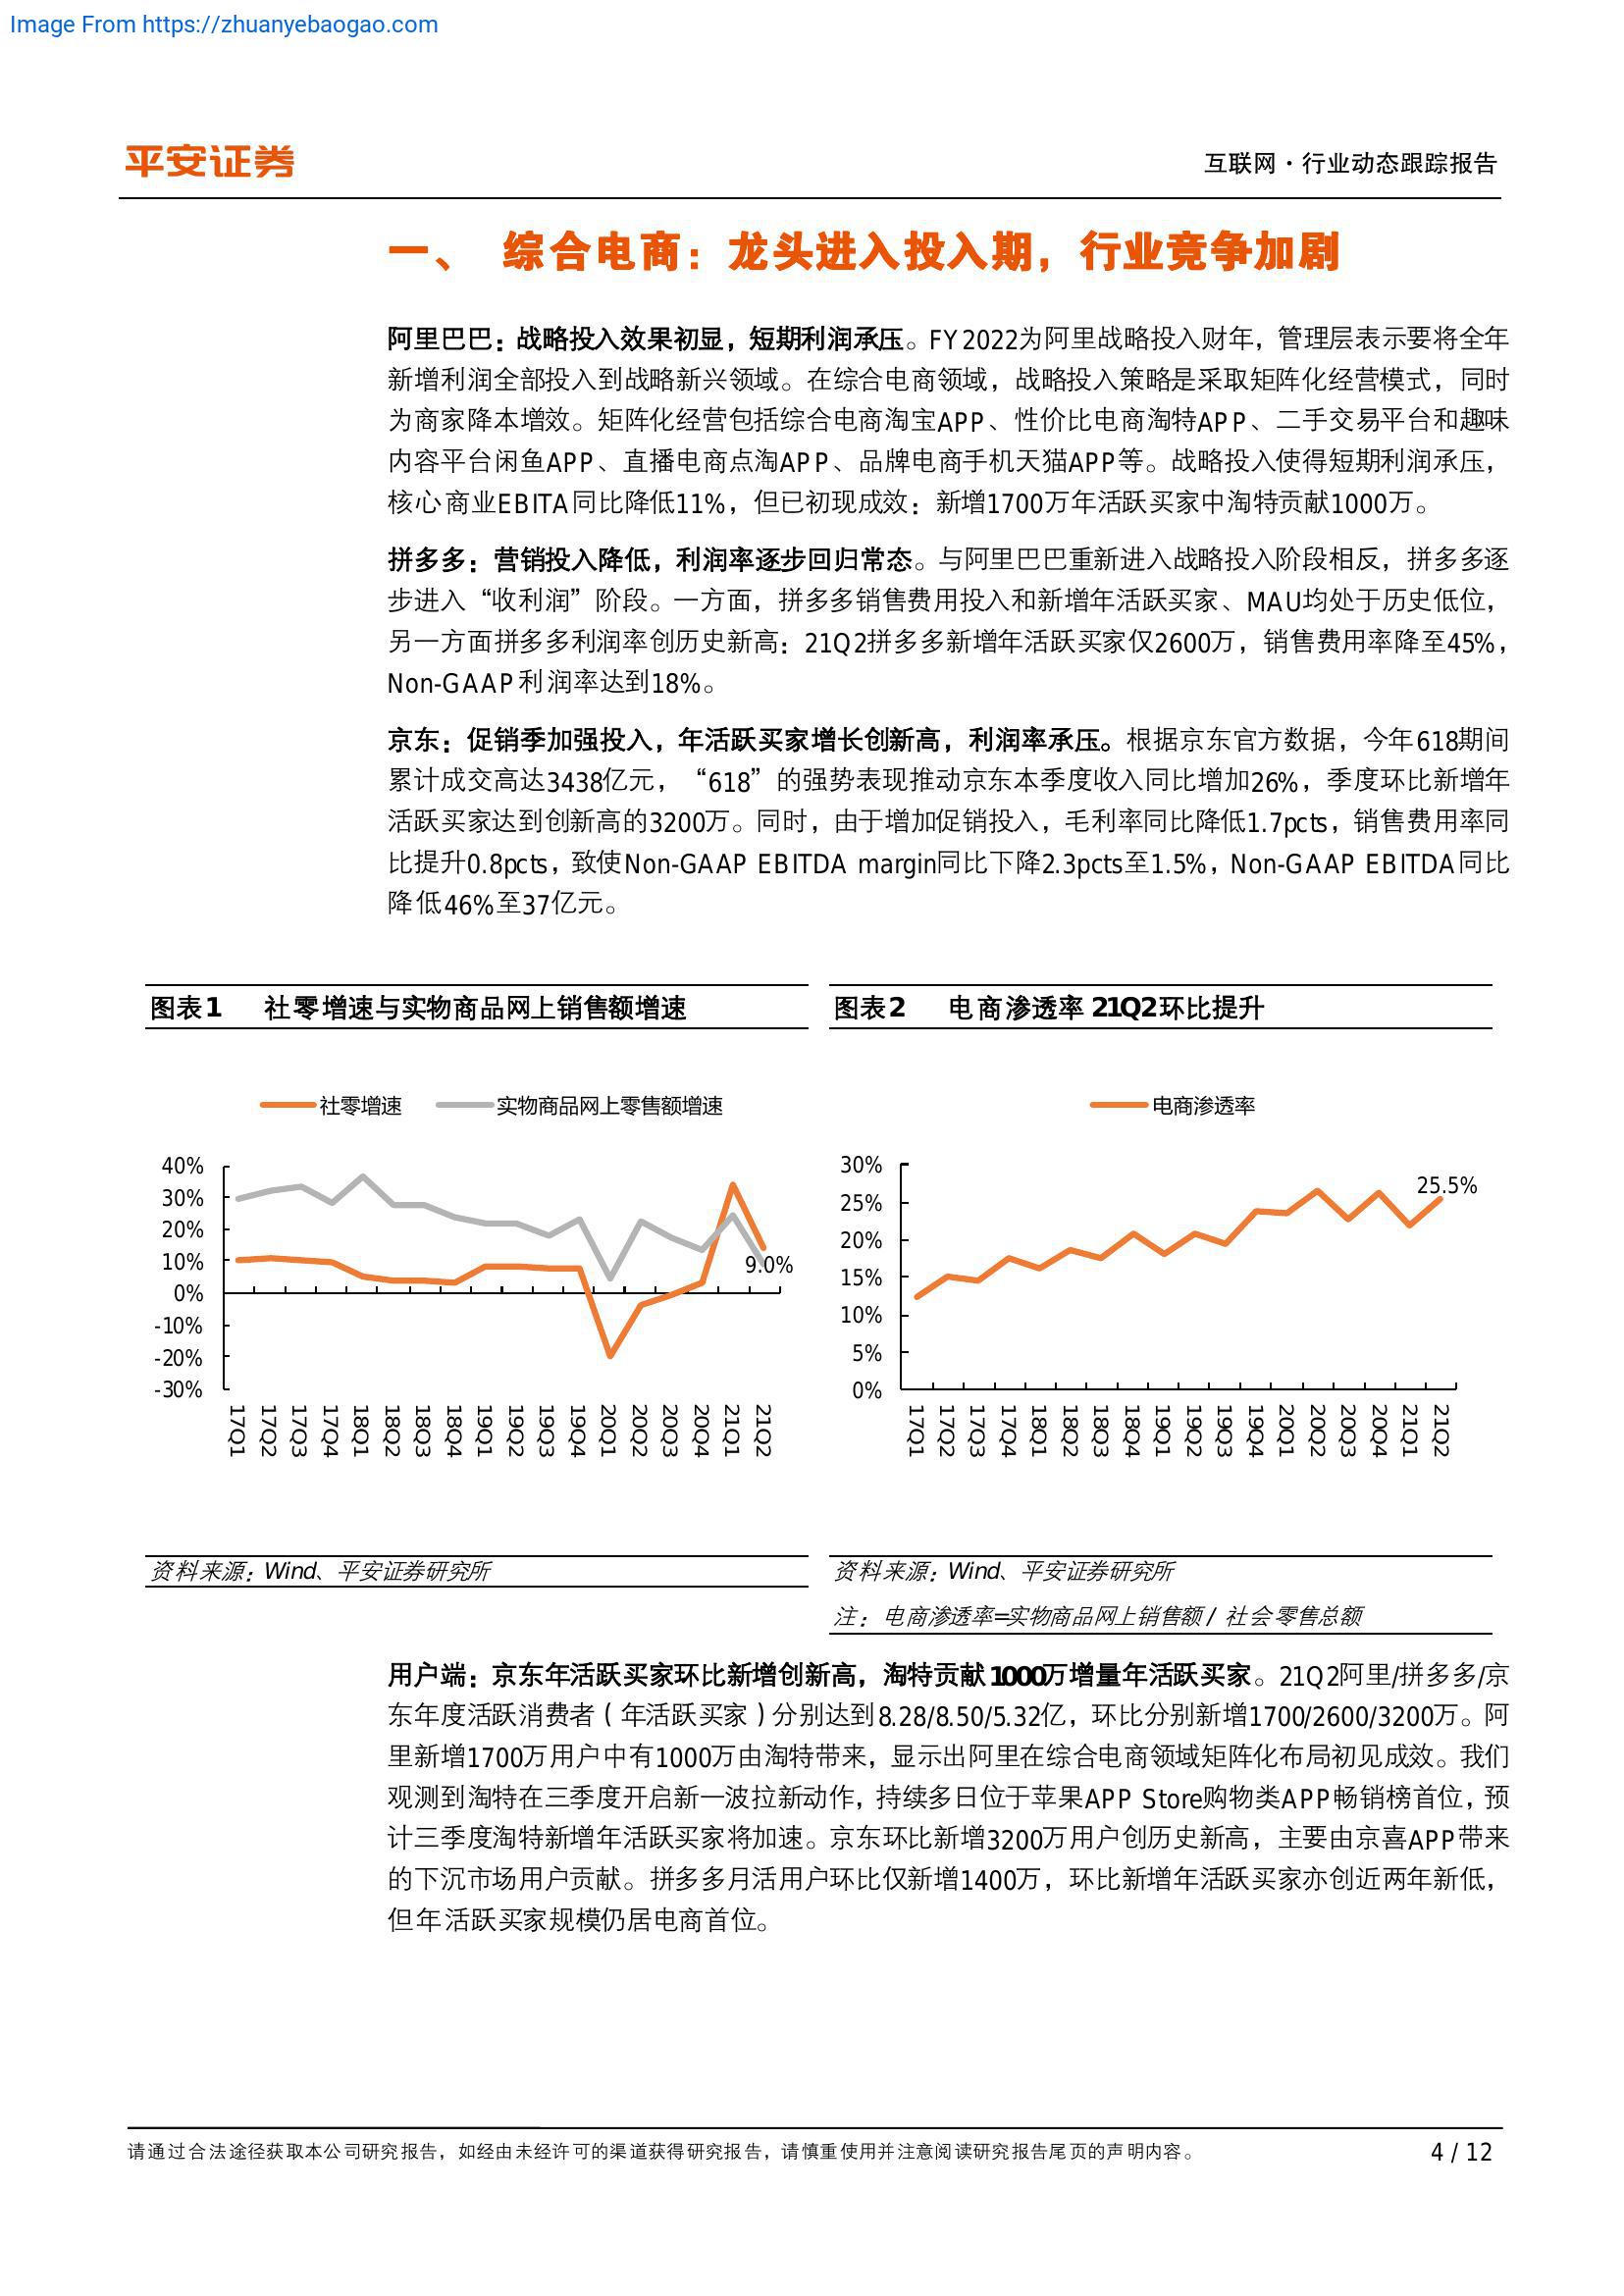 Image From https://zhuanyebaogao.com
平安证券
互联网·行业动态跟踪报告
一、 综合电商：龙头进入投入期，行业竞争加剧
阿里巴巴：战略投入效果初显，短期利润承压。FY2022为阿里战略投入财年，管理层表示要将全年
新增利润全部投入到战略新兴领域。在综合电商领域，战略投入策略是采取矩阵化经营模式，同时
为商家降本增效。矩阵化经营包括综合电商淘宝APP、性价比电商淘特APP、二手交易平台和趣味
内容平台闲鱼APP、直播电商点淘APP、品牌电商手机天猫APP等。战略投入使得短期利润承压，
核心商业EBITA同比降低11%，但已初现成效：新增1700万年活跃买家中淘特贡献1000万。
拼多多：营销投入降低，利润率逐步回归常态。与阿里巴巴重新进入战略投入阶段相反，拼多多逐
步进入“收利润”阶段。一方面，拼多多销售费用投入和新增年活跃买家、MAU均处于历史低位，
另一方面拼多多利润率创历史新高：21Q2拼多多新增年活跃买家仅2600万，销售费用率降至45%，
Non-GAAP利润率达到18%。
京东：促销季加强投入，年活跃买家增长创新高，利润率承压。根据京东官方数据，今年618期间
累计成交高达3438亿元，“618”的强势表现推动京东本季度收入同比增加26%，季度环比新增年
活跃买家达到创新高的3200万。同时，由于增加促销投入，毛利率同比降低1.7pcts，销售费用率同
比提升0.8pcts，致使Non-GAAP EBITDA margin同比下降2.3pcts至1.5%，Non-GAAP EBITDA同比
降低46%至37亿元。
图表1 社零增速与实物商品网上销售额增速
图表2 电商渗透率 21Q2环比提升
社零增速 实物商品网上零售额增速
40%
30%
20%
10%
0%
-10%
-20%
-30%
9.0%
17Q1 17Q2 17Q3 17Q4 18Q1 18Q2 18Q3 18Q4 19Q1 19Q2 19Q3 19Q4 20Q1 20Q2 20Q3 20Q4 21Q1 21Q2
电商渗透率
30%
25%
20%
15%
10%
5%
0%
25.5%
17Q1 17Q2 17Q3 17Q4 18Q1 18Q2 18Q3 18Q4 19Q1 19Q2 19Q3 19Q4 20Q1 20Q2 20Q3 20Q4 21Q1 21Q2
资料来源：Wind、平安证券研究所
资料来源：Wind、平安证券研究所
注：电商渗透率=实物商品网上销售额/ 社会零售总额
用户端：京东年活跃买家环比新增创新高，淘特贡献1000万增量年活跃买家。21Q2阿里/拼多多/京
东年度活跃消费者（年活跃买家）分别达到8.28/8.50/5.32亿，环比分别新增1700/2600/3200万。阿
里新增1700万用户中有1000万由淘特带来，显示出阿里在综合电商领域矩阵化布局初见成效。我们
观测到淘特在三季度开启新一波拉新动作，持续多日位于苹果APP Store购物类APP畅销榜首位，预
计三季度淘特新增年活跃买家将加速。京东环比新增3200万用户创历史新高，主要由京喜APP带来
的下沉市场用户贡献。拼多多月活用户环比仅新增1400万，环比新增年活跃买家亦创近两年新低，
但年活跃买家规模仍居电商首位。
请通过合法途径获取本公司研究报告，如经由未经许可的渠道获得研究报告，请慎重使用并注意阅读研究报告尾页的声明内容。
4 / 12